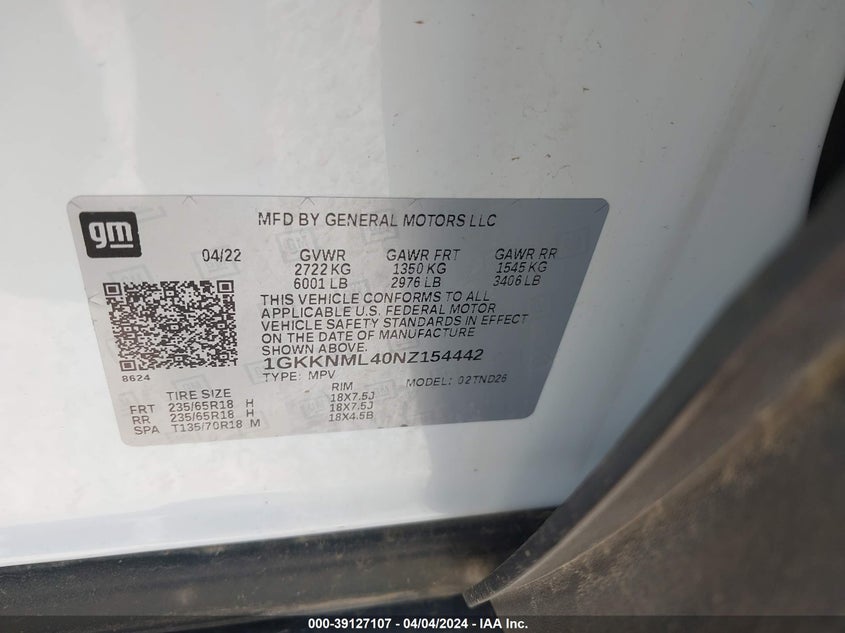 gm
MFD BY GENERAL MOTORS LLC
04/22 GVWR GAWR FRT GAWR RR
2722 KG 1350 KG 1545 KG
6001 LB 2976 LB 3406 LB
THIS VEHICLE CONFORMS TO ALL
APPLICABLE U.S. FEDERAL MOTOR
VEHICLE SAFETY STANDARDS IN EFFECT
ON THE DATE OF MANUFACTURE
SHOWN ABOVE.
1GKKNML40NZ154442
8624
TYPE: MPV MODEL: 02TND26
TIRE SIZE RIM
FRT 235/65R18 H 18X7.5J
RR 235/65R18 H 18X7.5J
SPA T135/70R18 M 18X4.5B
000-39127107 / 04/04/2024 - IAA Inc.